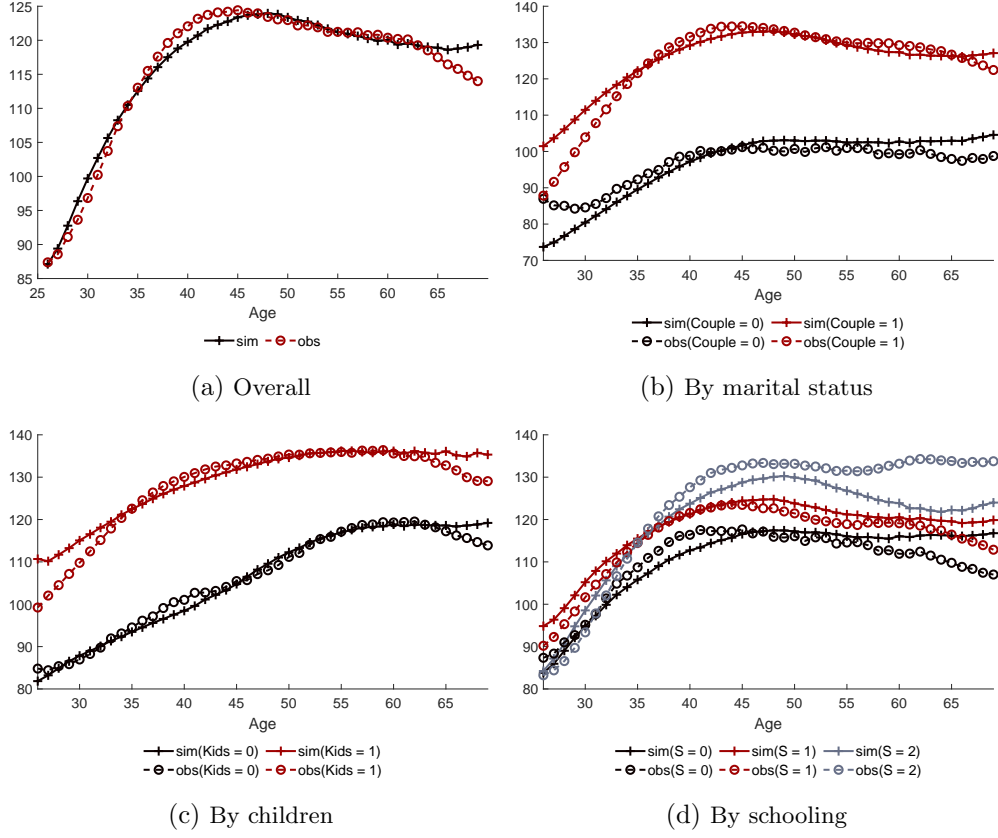 125
120
115
110
105
100
95
90
85
25 30 35 40 45 50 55 60 65
Age
sim obs
(a) Overall
140
130
120
110
100
90
80
70
30 35 40 45 50 55 60 65
Age
sim(Couple = 0) sim(Couple = 1)
obs(Couple = 0) obs(Couple = 1)
(b) By marital status
140
130
120
110
100
90
80
30 35 40 45 50 55 60 65
Age
sim(Kids = 0) sim(Kids = 1)
obs(Kids = 0) obs(Kids = 1)
(c) By children
140
130
120
110
100
90
80
30 35 40 45 50 55 60 65
Age
sim(S = 0) sim(S = 1) sim(S = 2)
obs(S = 0) obs(S = 1) obs(S = 2)
(d) By schooling